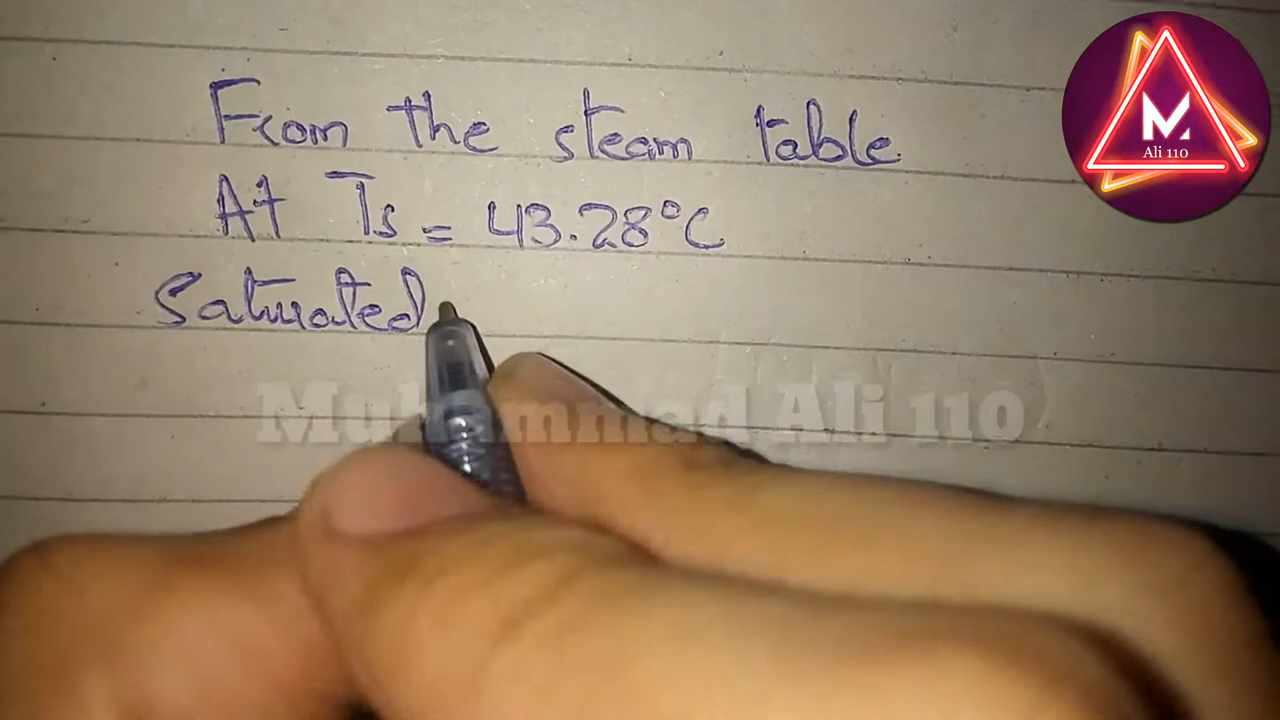 From the steam table
At Ts = 43.28°C
Saturated
Muhammad Ali 110
M.
Ali 110